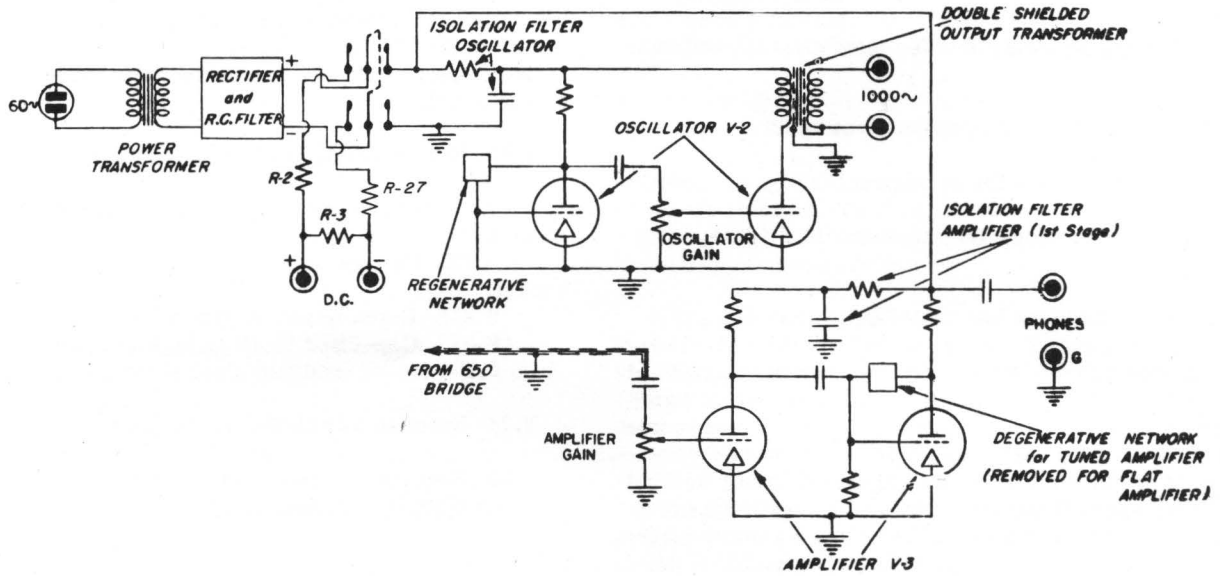 DOUBLE SHIELDED
OUTPUT TRANSFORMER
ISOLATION FILTER
OSCILLATOR
60~
RECTIFIER
and
R.C. FILTER
+
−
POWER
TRANSFORMER
1000~
OSCILLATOR V-2
R-2
R-27
R-3
+
−
D.C.
REGENERATIVE
NETWORK
OSCILLATOR
GAIN
ISOLATION FILTER
AMPLIFIER (1st Stage)
PHONES
G
FROM 650
BRIDGE
AMPLIFIER
GAIN
DEGENERATIVE NETWORK
for TUNED AMPLIFIER
(REMOVED FOR FLAT
AMPLIFIER)
AMPLIFIER V-3